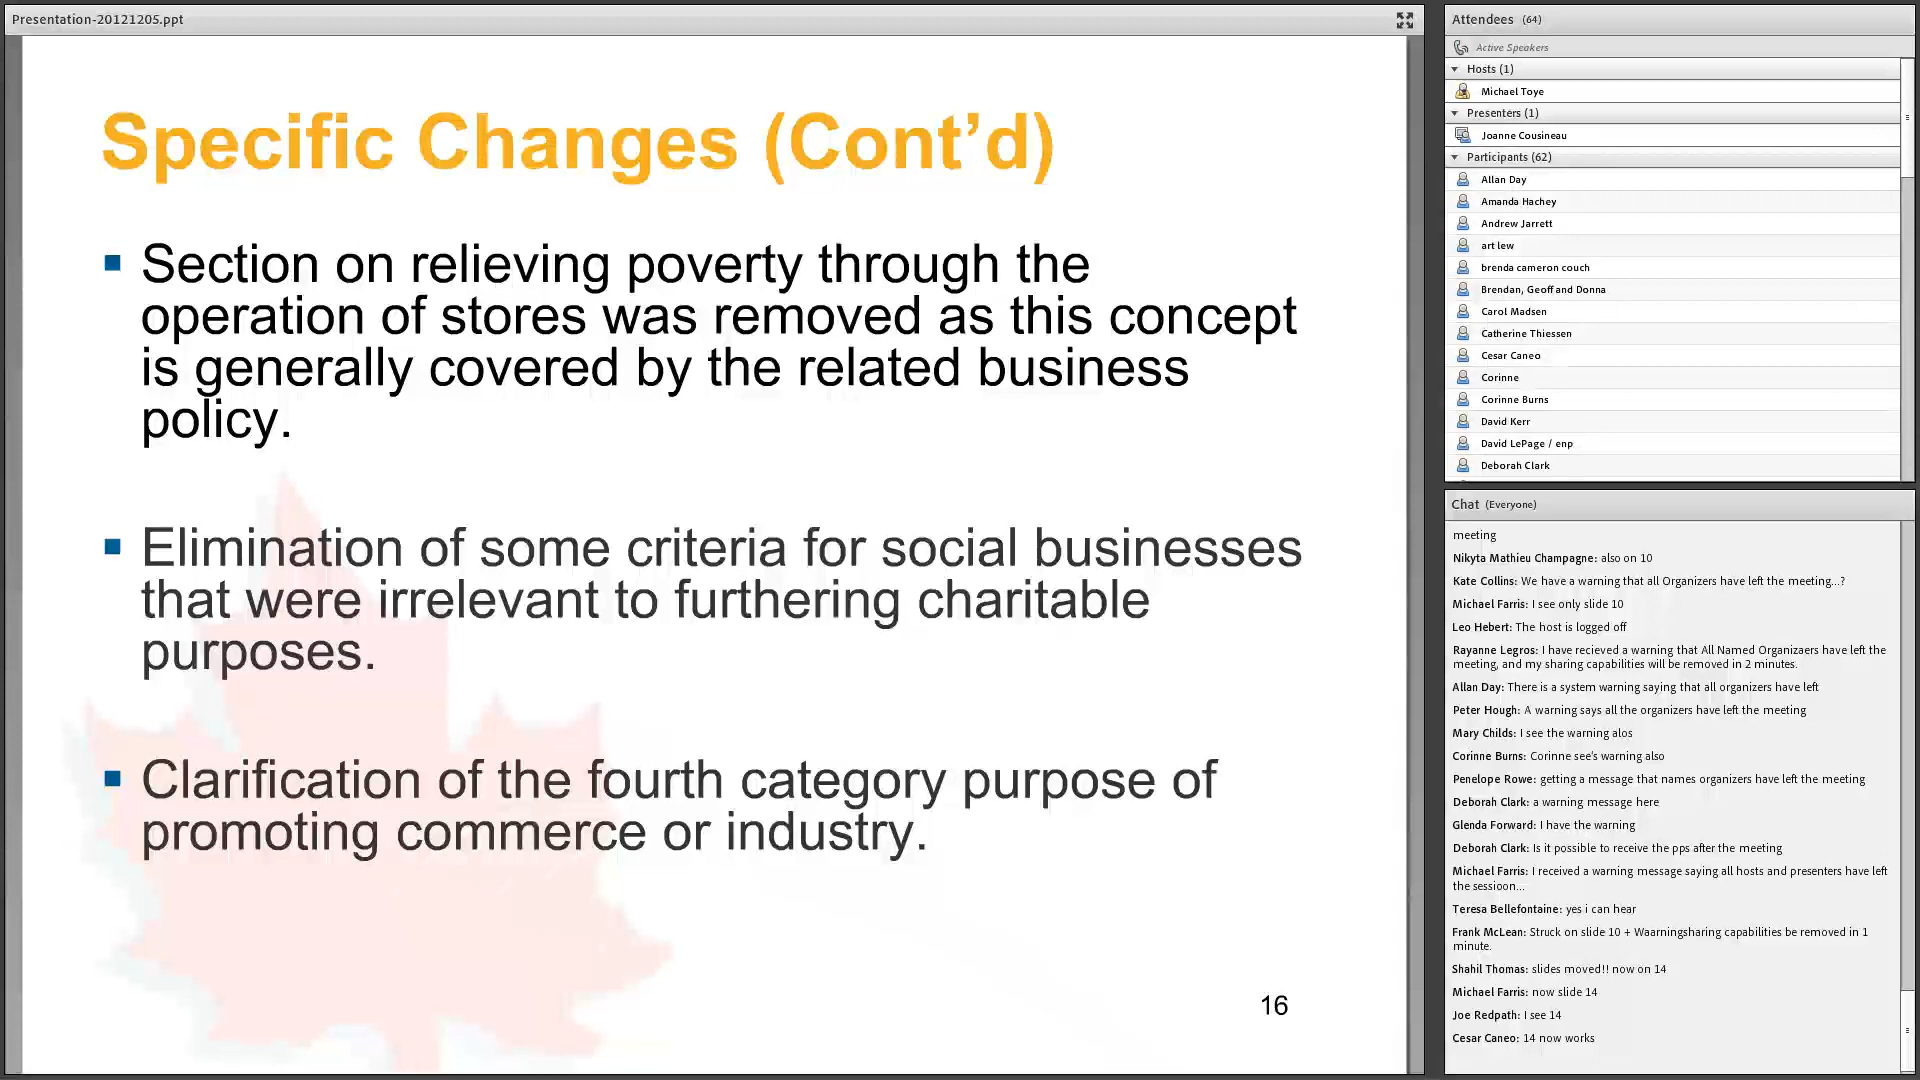 Presentation-20121205.ppt
Specific Changes (Cont’d)
Section on relieving poverty through the
operation of stores was removed as this concept
is generally covered by the related business
policy.
Elimination of some criteria for social businesses
that were irrelevant to furthering charitable
purposes.
Clarification of the fourth category purpose of
promoting commerce or industry.
16
Attendees (64)
Active Speakers
Hosts (1)
Michael Toye
Presenters (1)
Joanne Cousineau
Participants (62)
Allan Day
Amanda Hachey
Andrew Jarrett
art lew
brenda cameron couch
Brendan, Geoff and Donna
Carol Madsen
Catherine Thiessen
Cesar Caneo
Corinne
Corinne Burns
David Kerr
David LePage / enp
Deborah Clark
Chat (Everyone)
meeting
Nikyta Mathieu Champagne: also on 10
Kate Collins: We have a warning that all Organizers have left the meeting...?
Michael Farris: I see only slide 10
Leo Hebert: The host is logged off
Rayanne Legros: I have recieved a warning that All Named Organizaers have left the
meeting, and my sharing capabilities will be removed in 2 minutes.
Allan Day: There is a system warning saying that all organizers have left
Peter Hough: A warning says all the organizers have left the meeting
Mary Childs: I see the warning alos
Corinne Burns: Corinne see's warning also
Penelope Rowe: getting a message that names organizers have left the meeting
Deborah Clark: a warning message here
Glenda Forward: I have the warning
Deborah Clark: Is it possible to receive the pps after the meeting
Michael Farris: I received a warning message saying all hosts and presenters have left
the sessioon...
Teresa Bellefontaine: yes i can hear
Frank McLean: Struck on slide 10 + Waarningsharing capabilities be removed in 1
minute.
Shahil Thomas: slides moved!! now on 14
Michael Farris: now slide 14
Joe Redpath: I see 14
Cesar Caneo: 14 now works